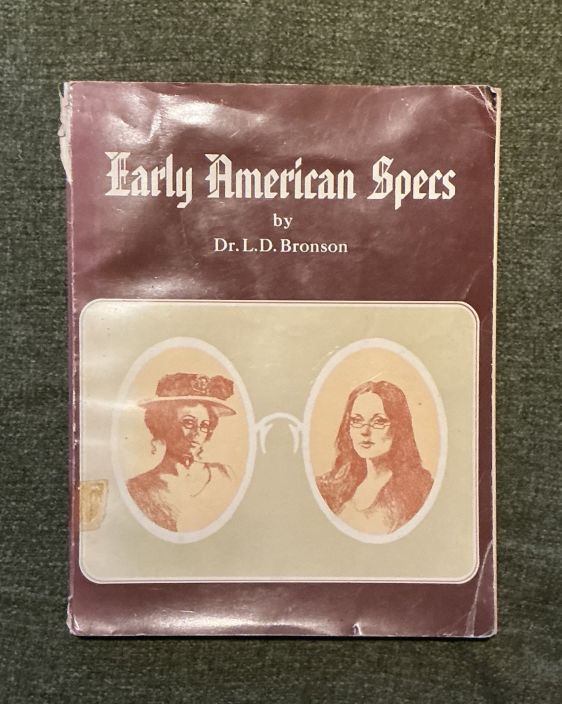 Early American Specs
by
Dr. L.D. Bronson